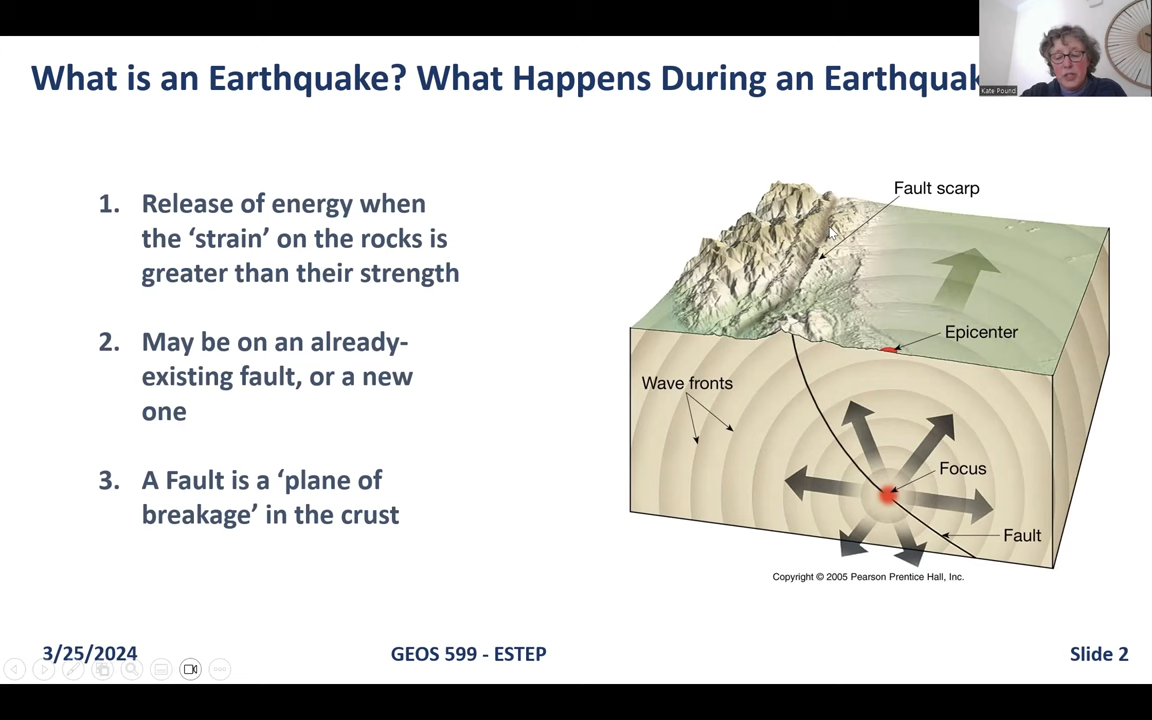 What is an Earthquake? What Happens During an Earthquak
Kate Pound
1. Release of energy when
the ‘strain’ on the rocks is
greater than their strength
2. May be on an already-
existing fault, or a new
one
3. A Fault is a ‘plane of
breakage’ in the crust
Fault scarp
Epicenter
Wave fronts
Focus
Fault
Copyright © 2005 Pearson Prentice Hall, Inc.
3/25/2024
GEOS 599 - ESTEP
Slide 2